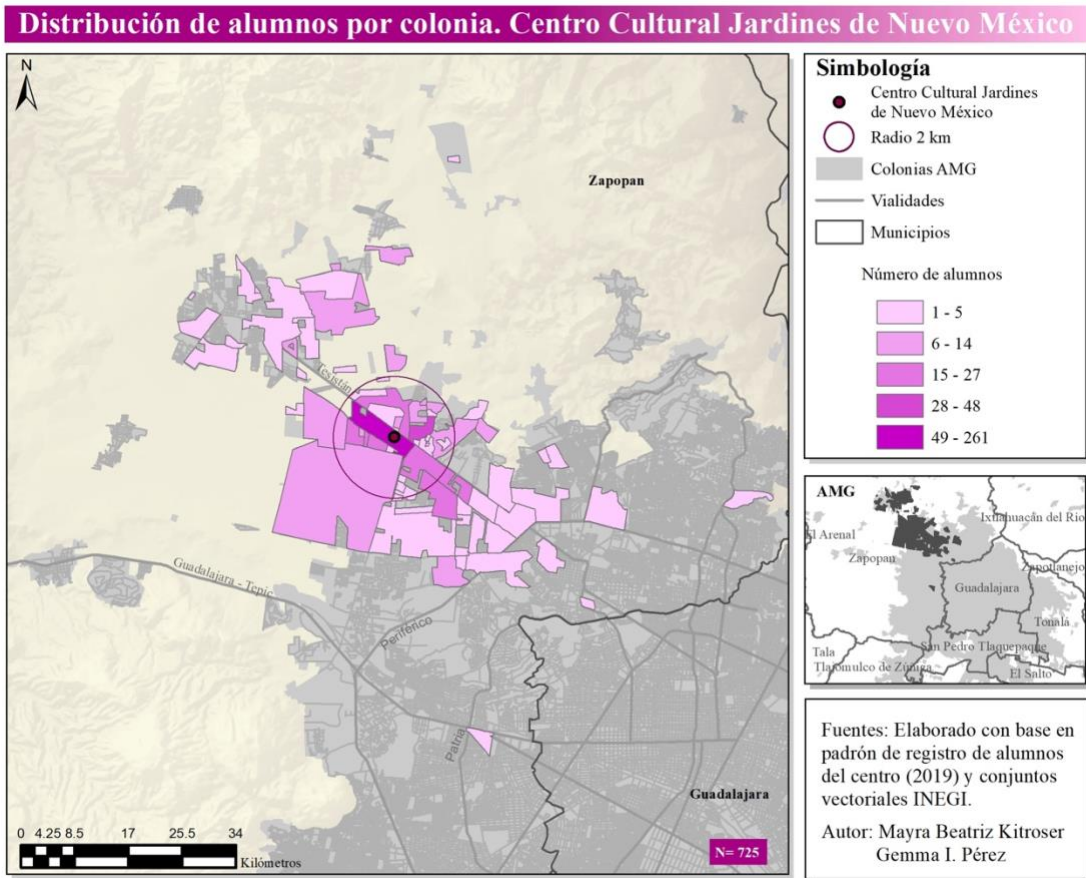 Distribución de alumnos por colonia. Centro Cultural Jardines de Nuevo México
N
Zapopan
Tesistán
Guadalajara - Tepic
Periférico
Patria
Guadalajara
0 4.25 8.5 17 25.5 34
Kilómetros
N= 725
Simbología
Centro Cultural Jardines
de Nuevo México
Radio 2 km
Colonias AMG
Vialidades
Municipios
Número de alumnos
1 - 5
6 - 14
15 - 27
28 - 48
49 - 261
AMG
Ixtlahuacán del Río
El Arenal
Zapopan
Zapotlanejo
Guadalajara
Tonalá
San Pedro Tlaquepaque
Tala
Tlajomulco de Zúñiga
El Salto
Fuentes: Elaborado con base en
padrón de registro de alumnos
del centro (2019) y conjuntos
vectoriales INEGI.
Autor: Mayra Beatriz Kitroser
Gemma I. Pérez